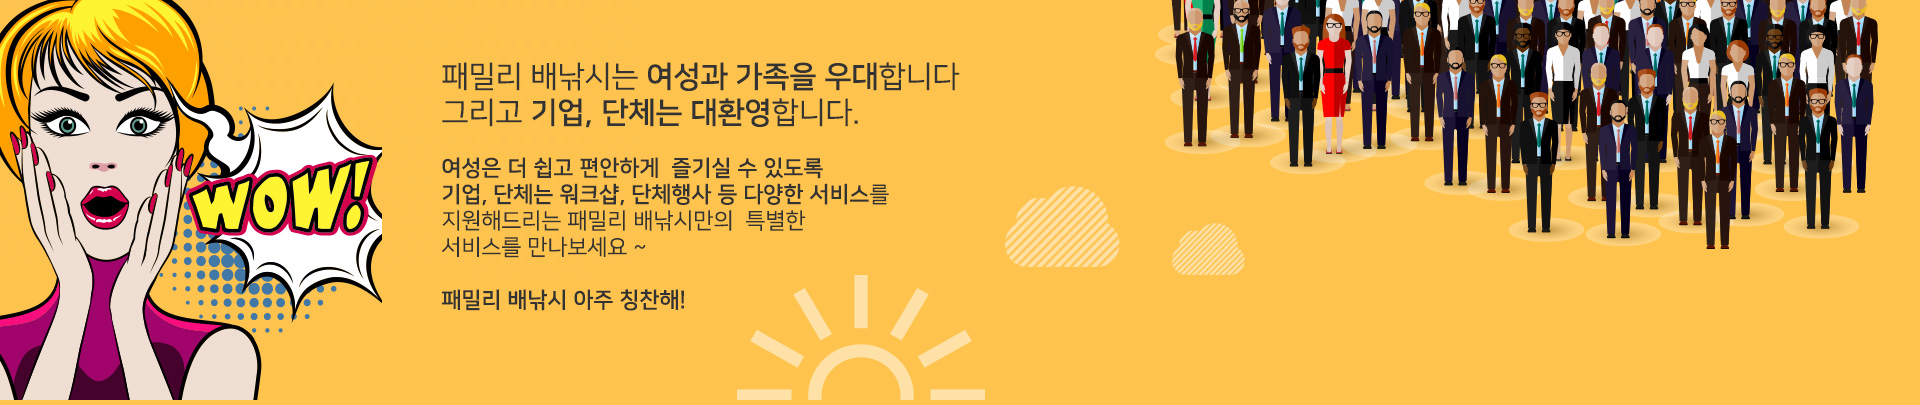 WOW!
패밀리 배낚시는 여성과 가족을 우대합니다
그리고 기업, 단체는 대환영합니다.
여성은 더 쉽고 편안하게 즐기실 수 있도록
기업, 단체는 워크샵, 단체행사 등 다양한 서비스를
지원해드리는 패밀리 배낚시만의 특별한
서비스를 만나보세요 ~
패밀리 배낚시 아주 칭찬해!